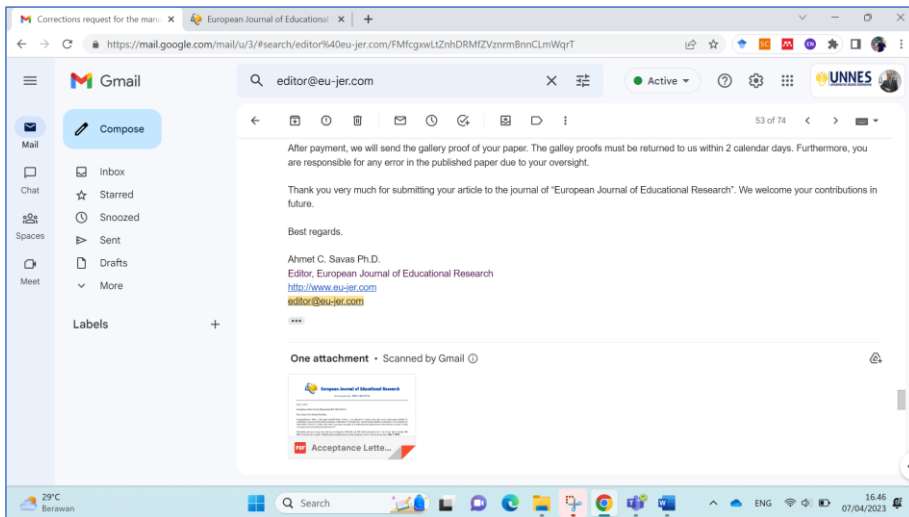 Corrections request for the manu
European Journal of Educational
https://mail.google.com/mail/u/3/#search/editor%40eu-jer.com/FMfcgxwLtZnhDRMfZVznrmBnnCLmWqrT
Gmail
editor@eu-jer.com
Active
UNNES
Compose
53 of 74
Mail
Chat
Spaces
Meet
Inbox
Starred
Snoozed
Sent
Drafts
More
Labels
After payment, we will send the gallery proof of your paper. The galley proofs must be returned to us within 2 calendar days. Furthermore, you
are responsible for any error in the published paper due to your oversight.
Thank you very much for submitting your article to the journal of "European Journal of Educational Research". We welcome your contributions in
future.
Best regards.
Ahmet C. Savas Ph.D.
Editor, European Journal of Educational Research
http://www.eu-jer.com
editor@eu-jer.com
One attachment • Scanned by Gmail
European Journal of Educational Research
PDF Acceptance Lette...
29°C
Berawan
Search
ENG
16.46
07/04/2023